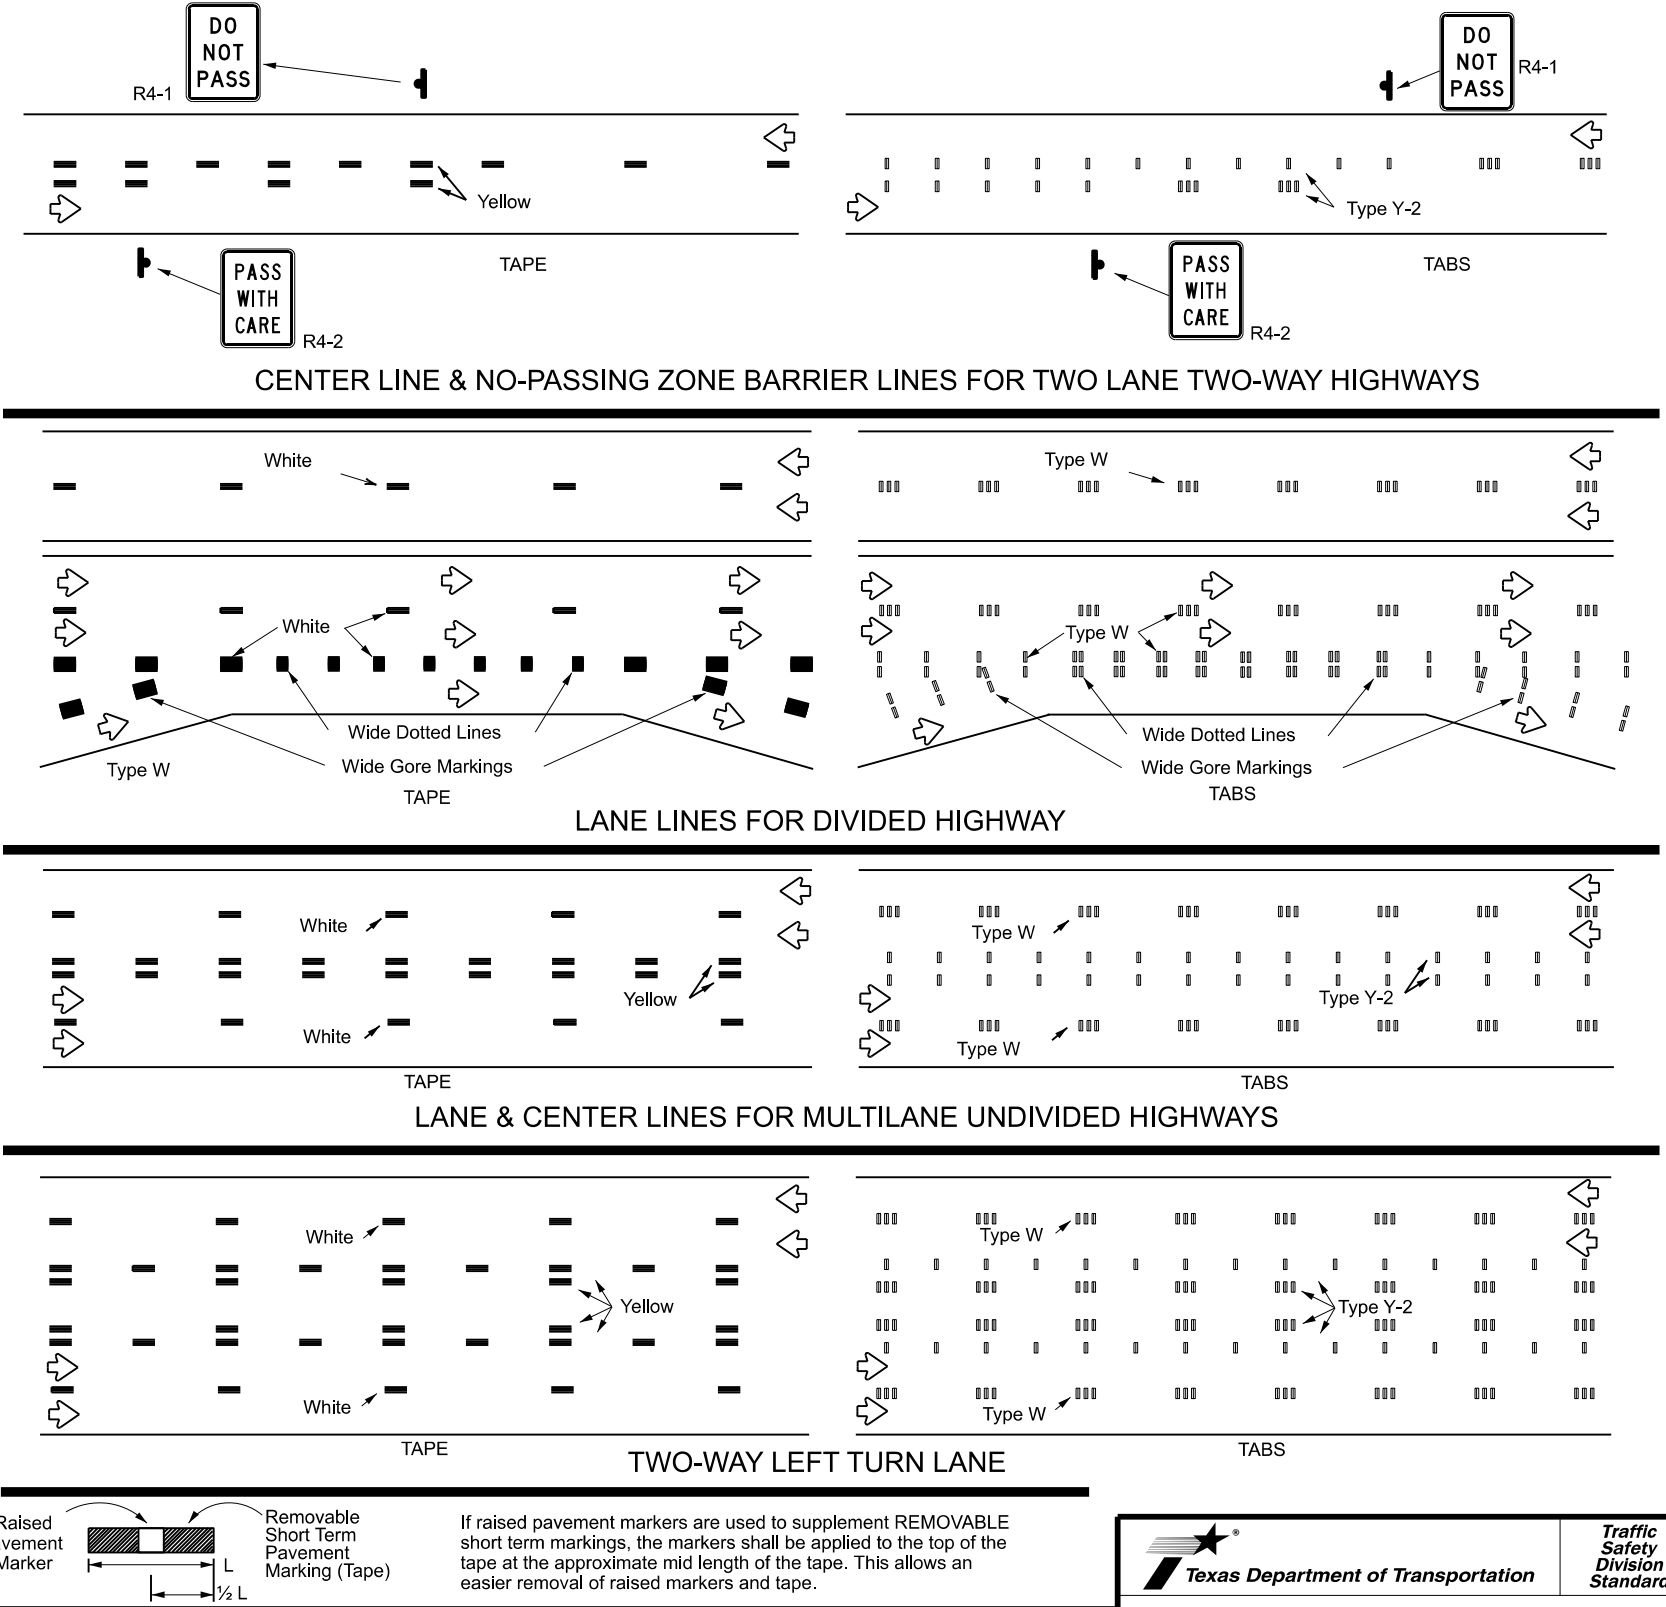 DO
NOT
PASS
R4-1
Yellow
TAPE
PASS
WITH
CARE
R4-2
DO
NOT
PASS
R4-1
Type Y-2
TABS
PASS
WITH
CARE
R4-2
CENTER LINE & NO-PASSING ZONE BARRIER LINES FOR TWO LANE TWO-WAY HIGHWAYS
White
White
Wide Dotted Lines
Wide Gore Markings
Type W
TAPE
Type W
Type W
Wide Dotted Lines
Wide Gore Markings
TABS
LANE LINES FOR DIVIDED HIGHWAY
White
Yellow
White
TAPE
Type W
Type Y-2
Type W
TABS
LANE & CENTER LINES FOR MULTILANE UNDIVIDED HIGHWAYS
White
Yellow
White
TAPE
Type W
Type Y-2
Type W
TABS
TWO-WAY LEFT TURN LANE
Raised
vement
Marker
L
½ L
Removable
Short Term
Pavement
Marking (Tape)
If raised pavement markers are used to supplement REMOVABLE
short term markings, the markers shall be applied to the top of the
tape at the approximate mid length of the tape. This allows an
easier removal of raised markers and tape.
®
Texas Department of Transportation
Traffic
Safety
Division
Standard